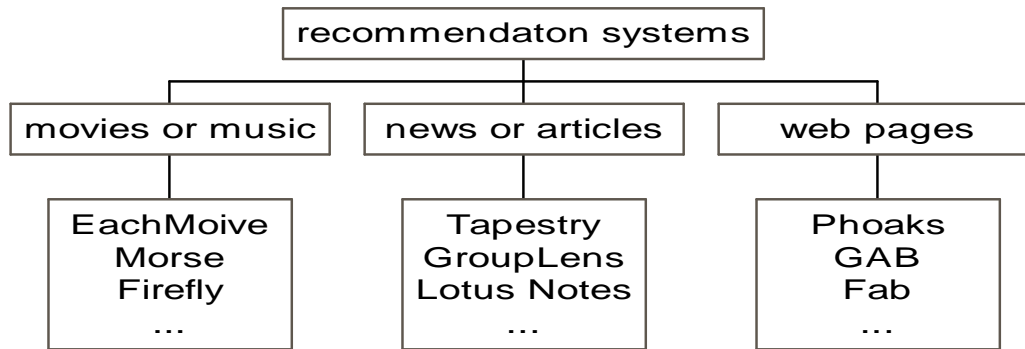 recommendaton systems
movies or music
news or articles
web pages
EachMoive
Morse
Firefly
...
Tapestry
GroupLens
Lotus Notes
...
Phoaks
GAB
Fab
...